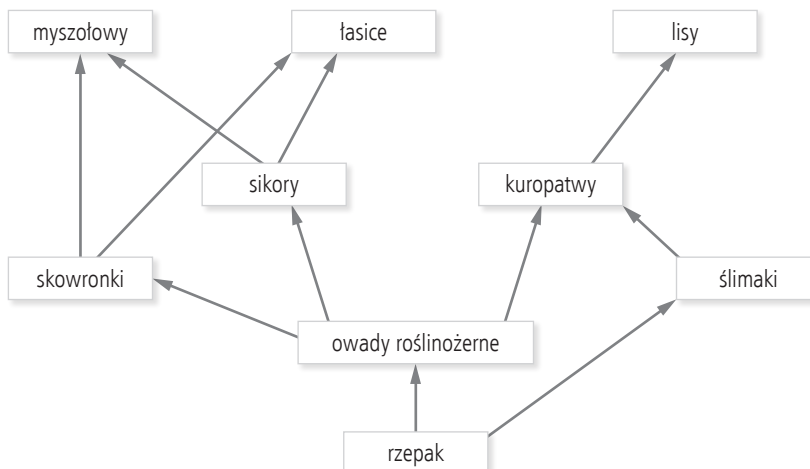 myszołowy
łasice
lisy
sikory
kuropatwy
skowronki
ślimaki
owady roślinożerne
rzepak